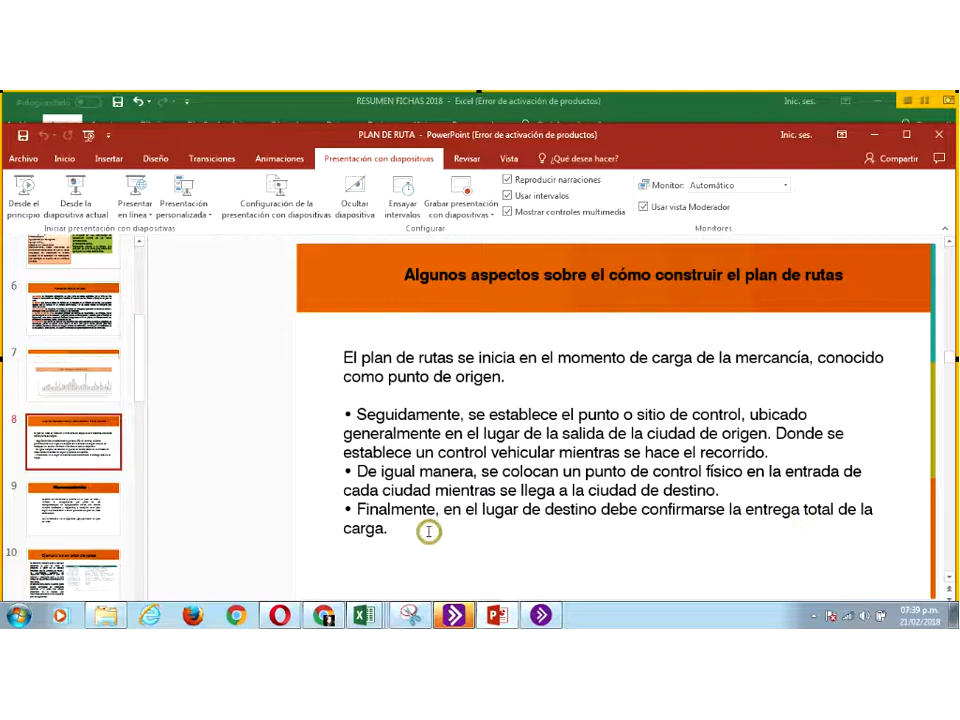 RESUMEN FICHAS 2018 - Excel (Error de activación de productos)
Inic. ses.
PLAN DE RUTA - PowerPoint (Error de activación de productos)
Inic. ses.
Archivo Inicio Insertar Diseño Transiciones Animaciones Presentación con diapositivas Revisar Vista ¿Qué desea hacer? Compartir
Desde el principio
Desde la diapositiva actual
Presentar en línea
Presentación personalizada
Configuración de la presentación con diapositivas
Ocultar diapositiva
Ensayar intervalos
Grabar presentación con diapositivas
Reproducir narraciones
Usar intervalos
Mostrar controles multimedia
Monitor: Automático
Usar vista Moderador
Iniciar presentación con diapositivas
Configurar
Monitores
6
7
8
9
10
Algunos aspectos sobre el cómo construir el plan de rutas
El plan de rutas se inicia en el momento de carga de la mercancía, conocido
como punto de origen.
• Seguidamente, se establece el punto o sitio de control, ubicado
generalmente en el lugar de la salida de la ciudad de origen. Donde se
establece un control vehicular mientras se hace el recorrido.
• De igual manera, se colocan un punto de control físico en la entrada de
cada ciudad mientras se llega a la ciudad de destino.
• Finalmente, en el lugar de destino debe confirmarse la entrega total de la
carga.
07:39 p.m.
21/02/2018